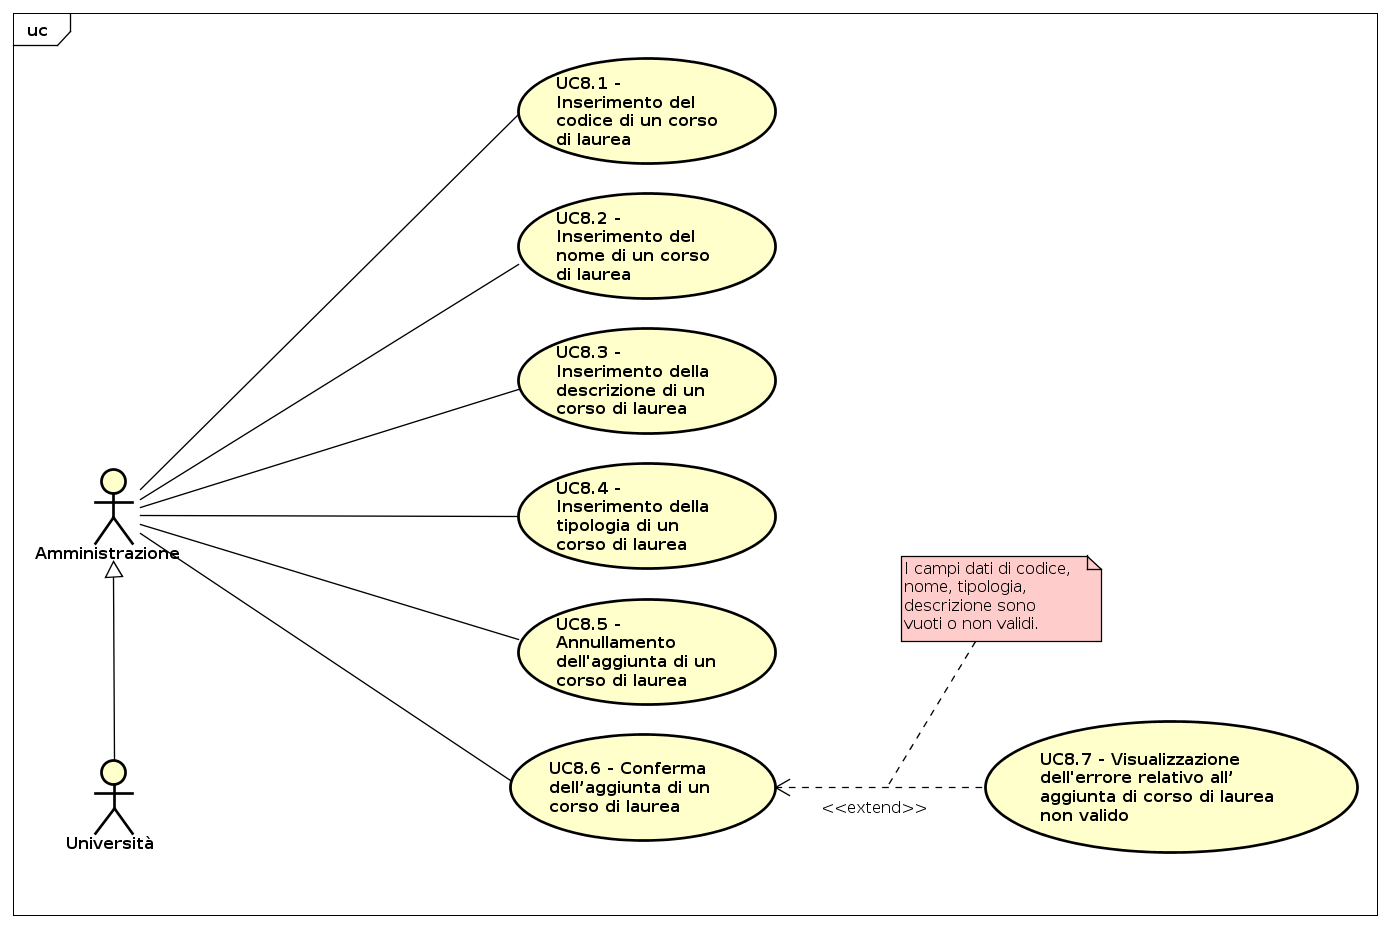 uc
UC8.1 -
Inserimento del
codice di un corso
di laurea
UC8.2 -
Inserimento del
nome di un corso
di laurea
UC8.3 -
Inserimento della
descrizione di un
corso di laurea
UC8.4 -
Inserimento della
tipologia di un
corso di laurea
Amministrazione
I campi dati di codice,
nome, tipologia,
descrizione sono
vuoti o non validi.
UC8.5 -
Annullamento
dell'aggiunta di un
corso di laurea
UC8.6 - Conferma
dell’aggiunta di un
corso di laurea
<<extend>>
UC8.7 - Visualizzazione
dell'errore relativo all’
aggiunta di corso di laurea
non valido
Università